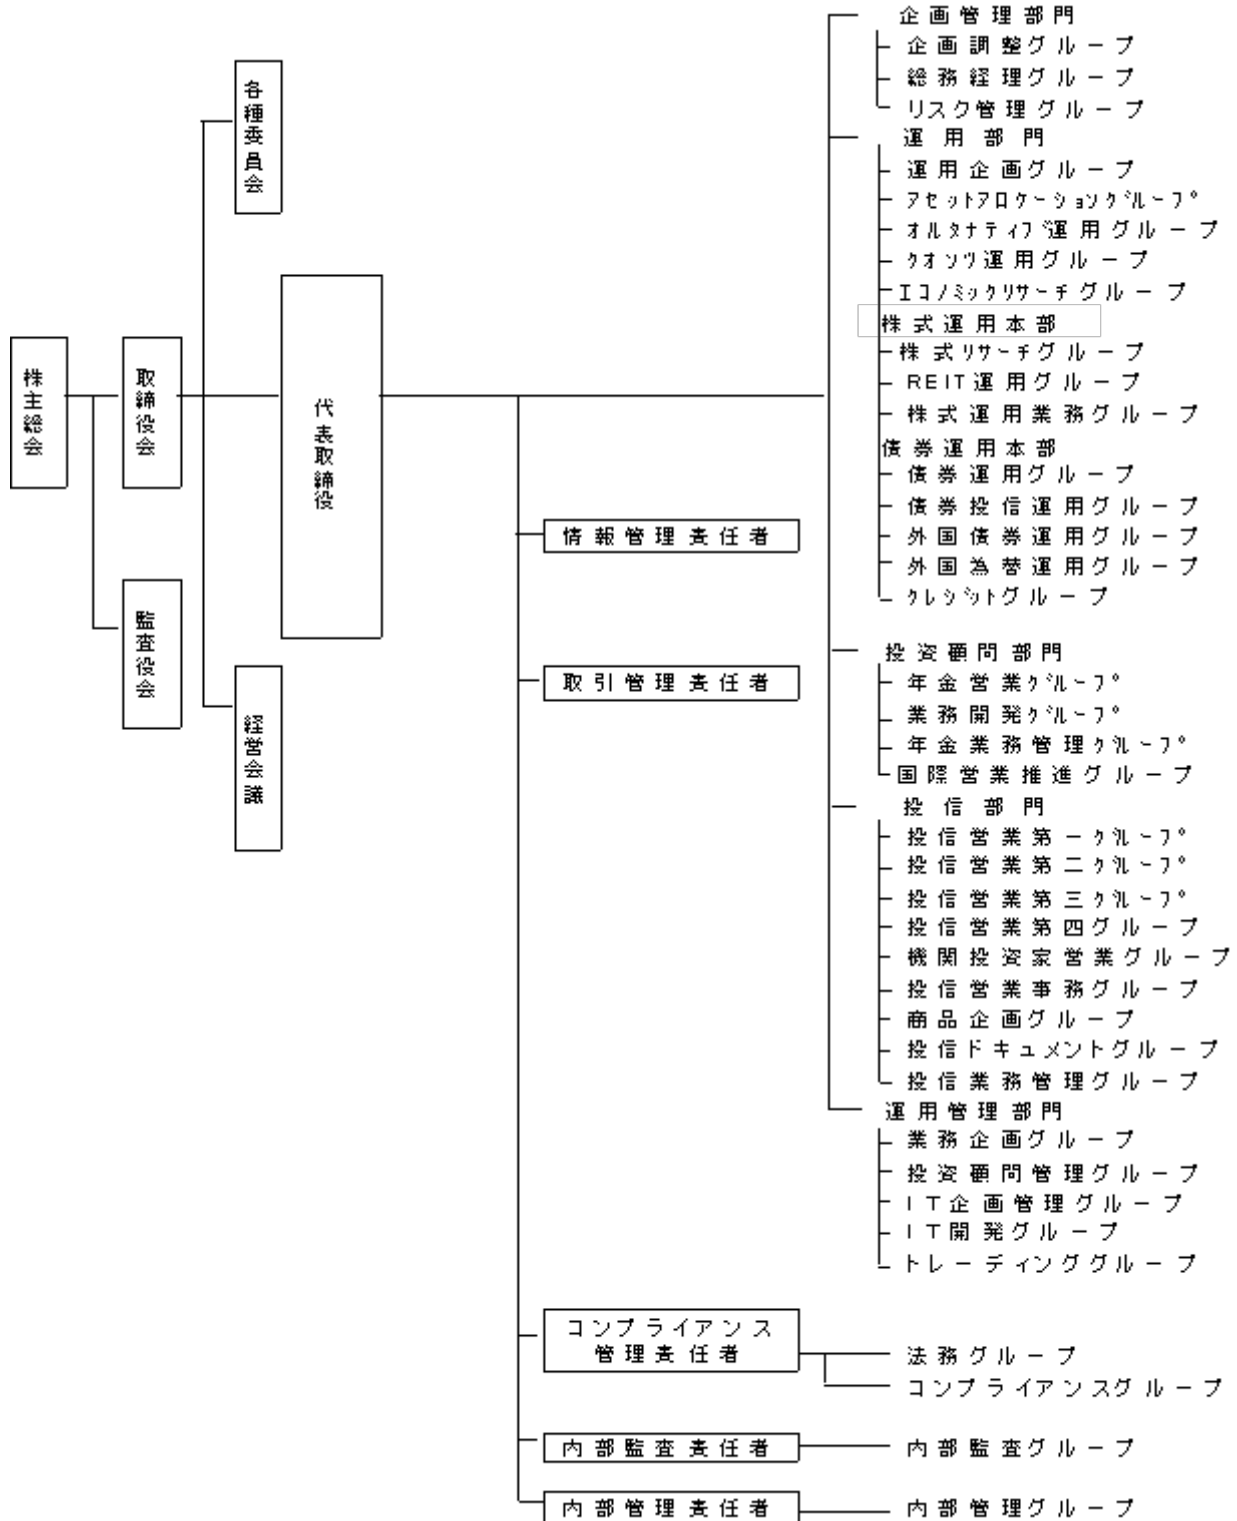 株主総会
取締役会
監査役会
各種委員会
経営会議
代表取締役
企画管理部門
企画調整グループ
総務経理グループ
リスク管理グループ
運用部門
運用企画グループ
ｱｾｯﾄｱﾛｹｰｼｮﾝｸﾞﾙｰﾌﾟ
ｵﾙﾀﾅﾃｨﾌﾞ運用グループ
ｸｵﾝﾂ運用グループ
ｴｺﾉﾐｯｸﾘｻｰﾁグループ
株式運用本部
株式ﾘｻｰﾁグループ
REIT運用グループ
株式運用業務グループ
債券運用本部
債券運用グループ
債券投信運用グループ
外国債券運用グループ
外国為替運用グループ
ｸﾚｼﾞｯﾄグループ
情報管理責任者
取引管理責任者
投資顧問部門
年金営業ｸﾞﾙｰﾌﾟ
業務開発ｸﾞﾙｰﾌﾟ
年金業務管理ｸﾞﾙｰﾌﾟ
国際営業推進グループ
投信部門
投信営業第一ｸﾞﾙｰﾌﾟ
投信営業第二ｸﾞﾙｰﾌﾟ
投信営業第三ｸﾞﾙｰﾌﾟ
投信営業第四グループ
機関投資家営業グループ
投信営業事務グループ
商品企画グループ
投信ドキュメントグループ
投信業務管理グループ
運用管理部門
業務企画グループ
投資顧問管理グループ
ＩＴ企画管理グループ
ＩＴ開発グループ
トレーディンググループ
コンプライアンス
管理責任者
法務グループ
コンプライアンスグループ
内部監査責任者
内部監査グループ
内部管理責任者
内部管理グループ